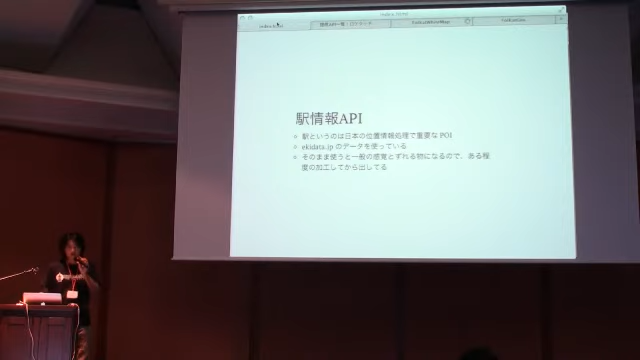 駅情報API
駅というのは日本の位置情報処理で重要な POI
ekidata.jp のデータを使っている
そのまま使うと一般の感覚とずれる物になるので、ある程
度の加工してから出してる